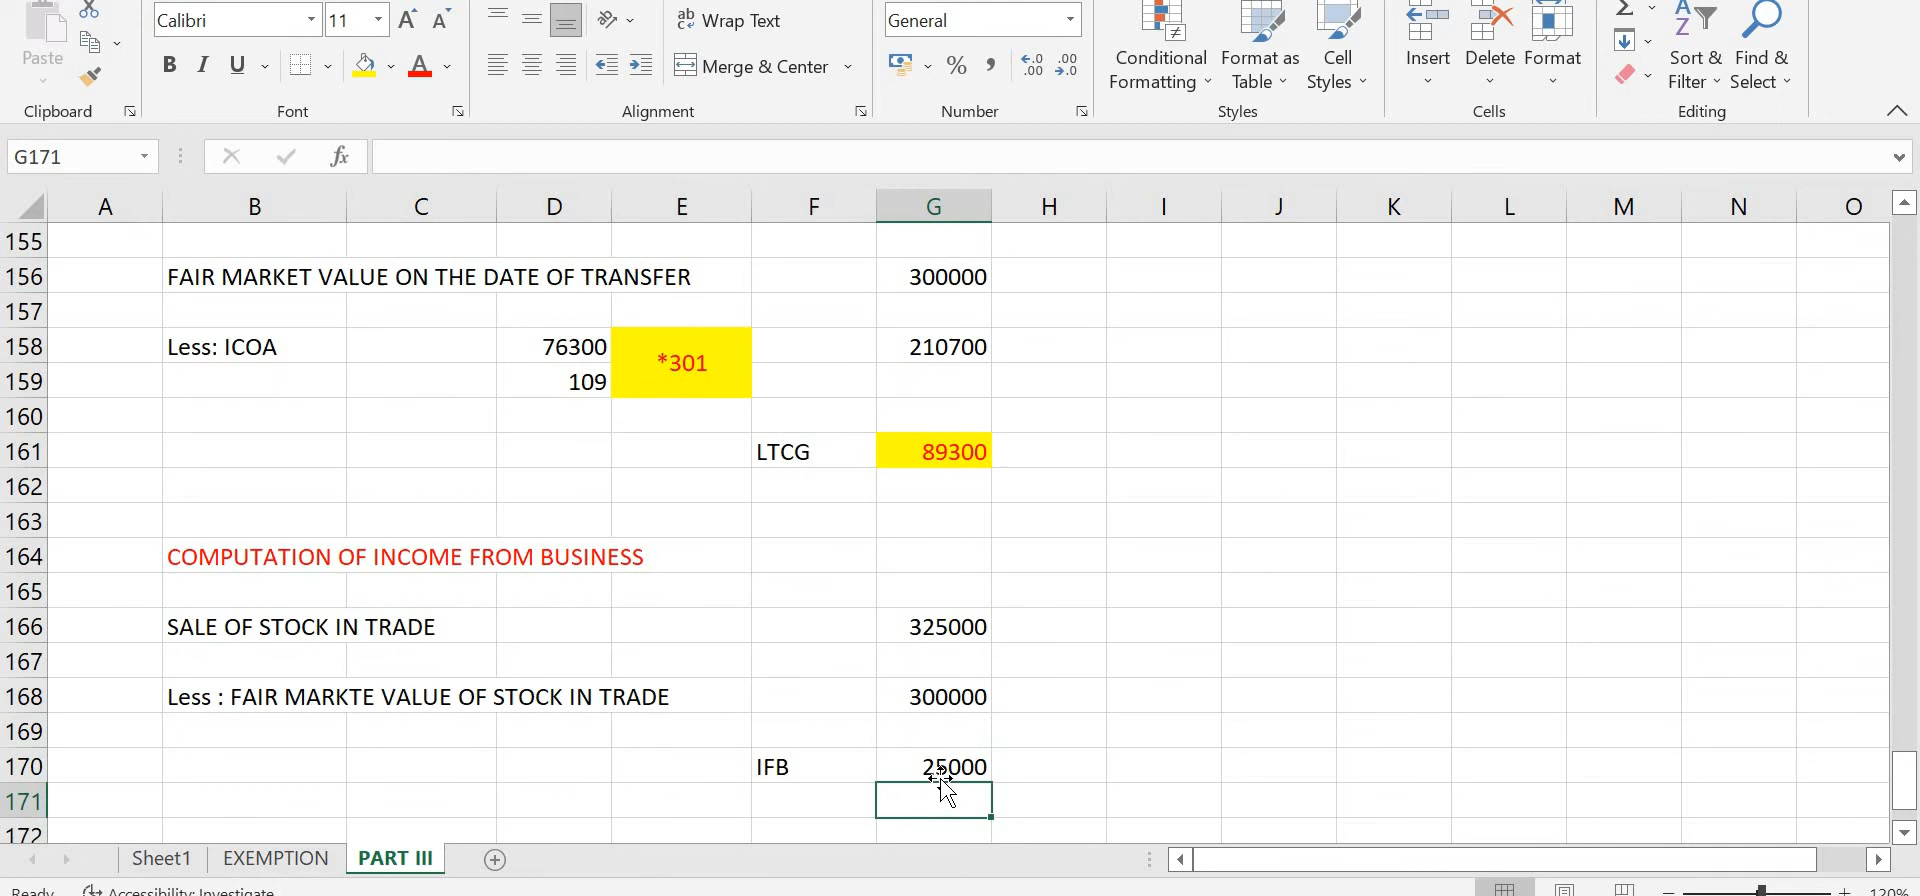 Calibri 11 A A ab Wrap Text General
Paste B I U A Merge & Center % , .00 .00 Conditional Formatting Format as Table Cell Styles Insert Delete Format Sort & Filter Find & Select
Clipboard Font Alignment Number Styles Cells Editing
G171 fx
A B C D E F G H I J K L M N O
155
156 FAIR MARKET VALUE ON THE DATE OF TRANSFER 300000
157
158 Less: ICOA 76300 *301 210700
159 109
160
161 LTCG 89300
162
163
164 COMPUTATION OF INCOME FROM BUSINESS
165
166 SALE OF STOCK IN TRADE 325000
167
168 Less : FAIR MARKTE VALUE OF STOCK IN TRADE 300000
169
170 IFB 25000
171
172
Sheet1 EXEMPTION PART III
Ready Accessibility: Investigate 120%